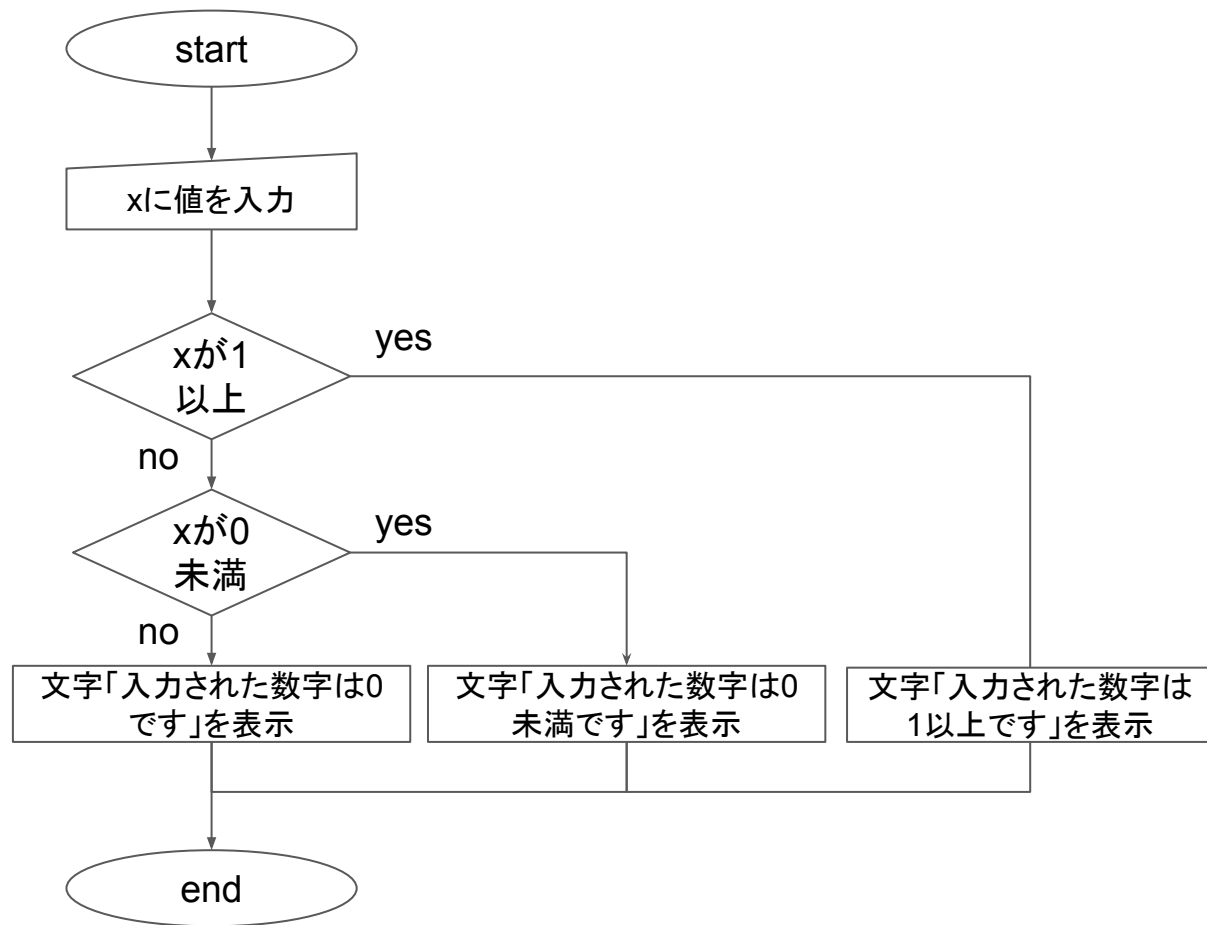 start
xに値を入力
xが1
以上
yes
no
xが0
未満
yes
no
文字「入力された数字は0
です」を表示
文字「入力された数字は0
未満です」を表示
文字「入力された数字は
1以上です」を表示
end